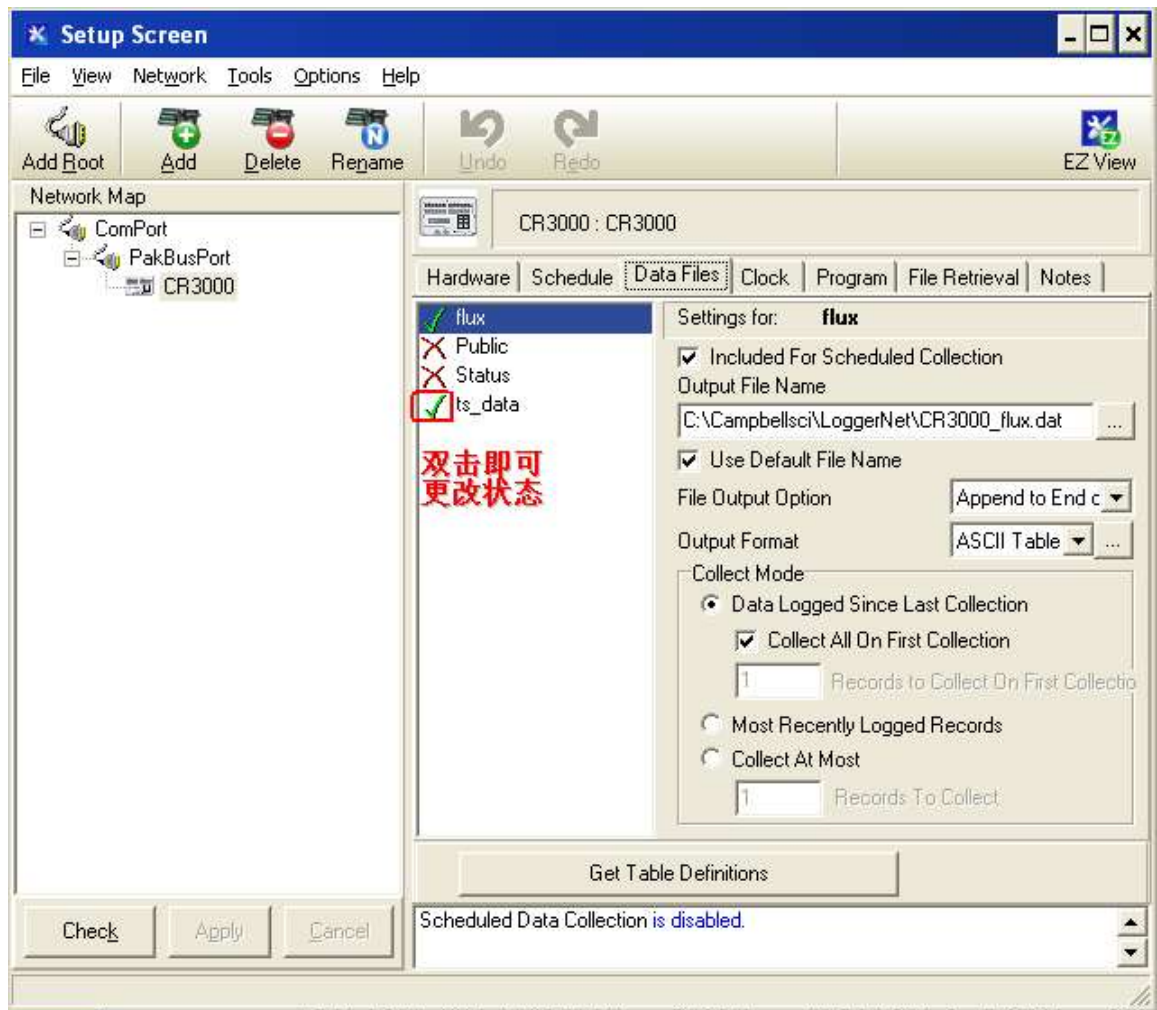 Setup Screen
File View Network Tools Options Help
Add Root Add Delete Rename Undo Redo EZ View
Network Map
ComPort
PakBusPort
CR3000
CR3000 : CR3000
Hardware Schedule Data Files Clock Program File Retrieval Notes
flux
Public
Status
ts_data
双击即可
更改状态
Settings for: flux
Included For Scheduled Collection
Output File Name
C:\Campbellsci\LoggerNet\CR3000_flux.dat ...
Use Default File Name
File Output Option Append to End c
Output Format ASCII Table ...
Collect Mode
Data Logged Since Last Collection
Collect All On First Collection
1 Records to Collect On First Collectio
Most Recently Logged Records
Collect At Most
1 Records To Collect
Get Table Definitions
Check Apply Cancel
Scheduled Data Collection is disabled.